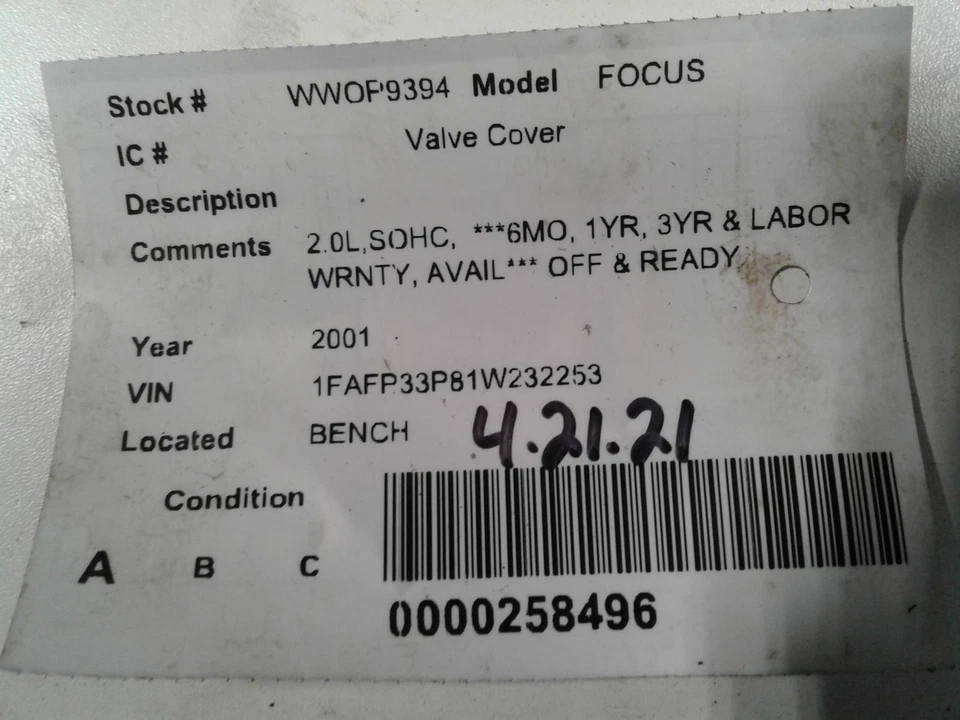 Stock # WWOP9394 Model FOCUS
IC # Valve Cover
Description
Comments 2.0L,SOHC, ***6MO, 1YR, 3YR & LABOR
WRNTY, AVAIL*** OFF & READY
Year 2001
VIN 1FAFP33P81W232253
Located BENCH 4.21.21
Condition
A B C
0000258496